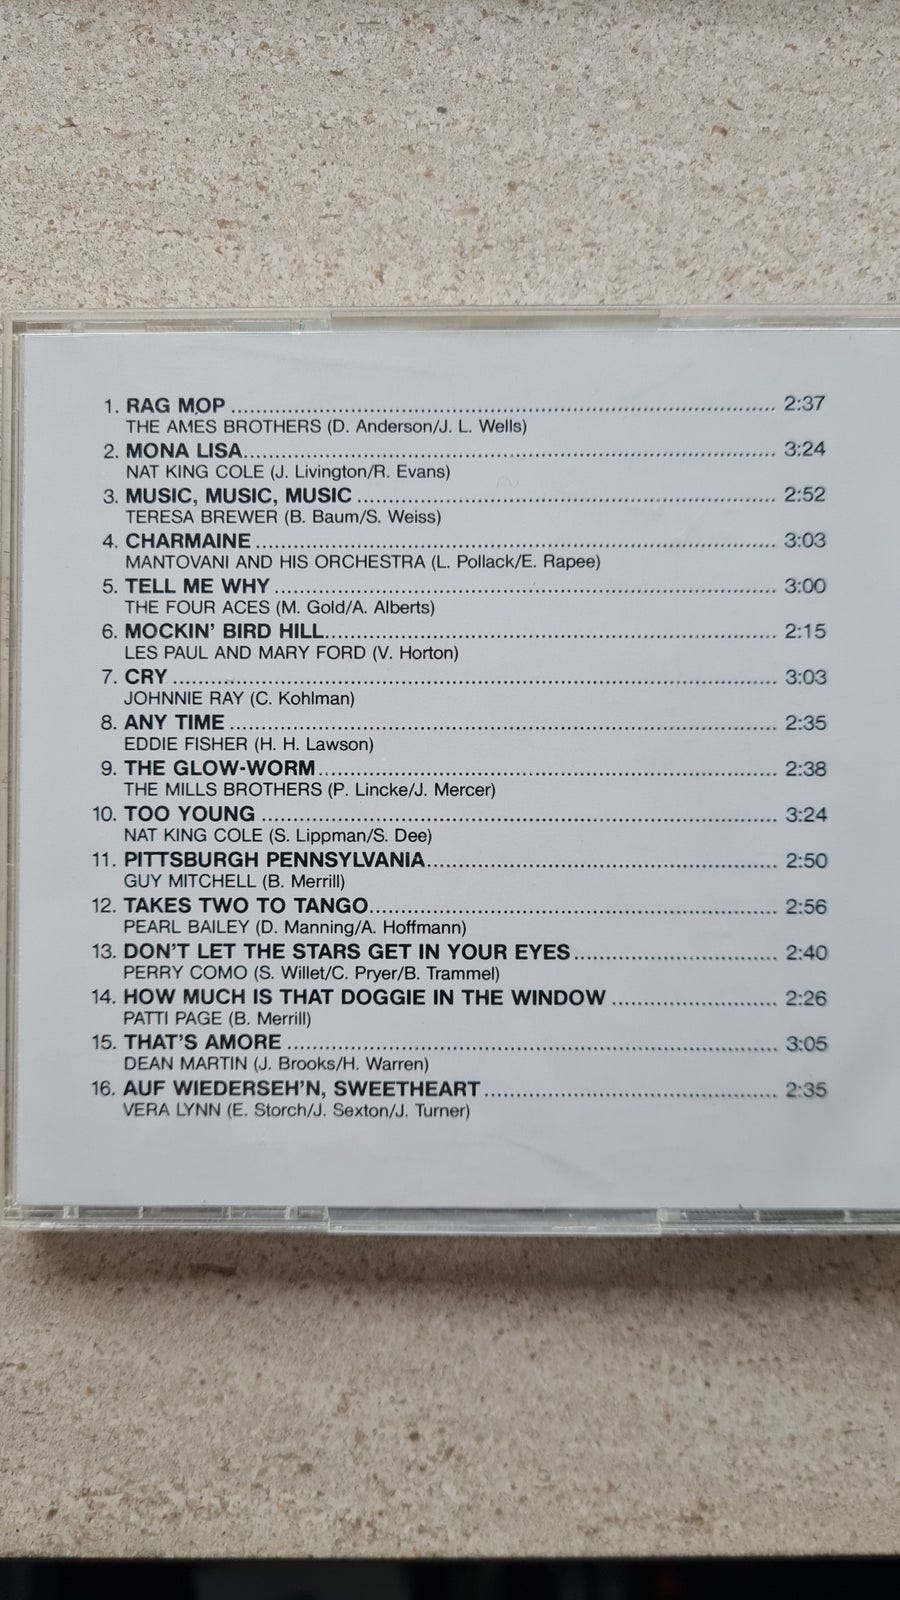 1. RAG MOP ........ 2:37
THE AMES BROTHERS (D. Anderson/J. L. Wells)
2. MONA LISA........ 3:24
NAT KING COLE (J. Livington/R. Evans)
3. MUSIC, MUSIC, MUSIC ........ 2:52
TERESA BREWER (B. Baum/S. Weiss)
4. CHARMAINE ........ 3:03
MANTOVANI AND HIS ORCHESTRA (L. Pollack/E. Rapee)
5. TELL ME WHY ........ 3:00
THE FOUR ACES (M. Gold/A. Alberts)
6. MOCKIN' BIRD HILL........ 2:15
LES PAUL AND MARY FORD (V. Horton)
7. CRY ........ 3:03
JOHNNIE RAY (C. Kohlman)
8. ANY TIME ........ 2:35
EDDIE FISHER (H. H. Lawson)
9. THE GLOW-WORM ........ 2:38
THE MILLS BROTHERS (P. Lincke/J. Mercer)
10. TOO YOUNG ........ 3:24
NAT KING COLE (S. Lippman/S. Dee)
11. PITTSBURGH PENNSYLVANIA........ 2:50
GUY MITCHELL (B. Merrill)
12. TAKES TWO TO TANGO........ 2:56
PEARL BAILEY (D. Manning/A. Hoffmann)
13. DON'T LET THE STARS GET IN YOUR EYES........ 2:40
PERRY COMO (S. Willet/C. Pryer/B. Trammel)
14. HOW MUCH IS THAT DOGGIE IN THE WINDOW ........ 2:26
PATTI PAGE (B. Merrill)
15. THAT'S AMORE ........ 3:05
DEAN MARTIN (J. Brooks/H. Warren)
16. AUF WIEDERSEH'N, SWEETHEART ........ 2:35
VERA LYNN (E. Storch/J. Sexton/J. Turner)